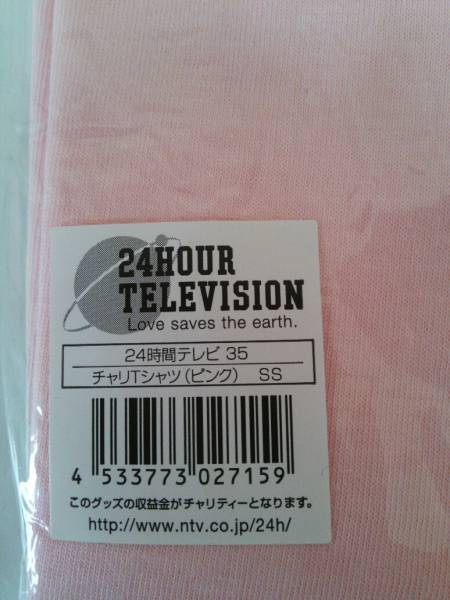 24HOUR
TELEVISION
Love saves the earth.
24時間テレビ 35
チャリTシャツ(ピンク) SS
4 533773 027159
このグッズの収益金がチャリティーとなります。
http://www.ntv.co.jp/24h/